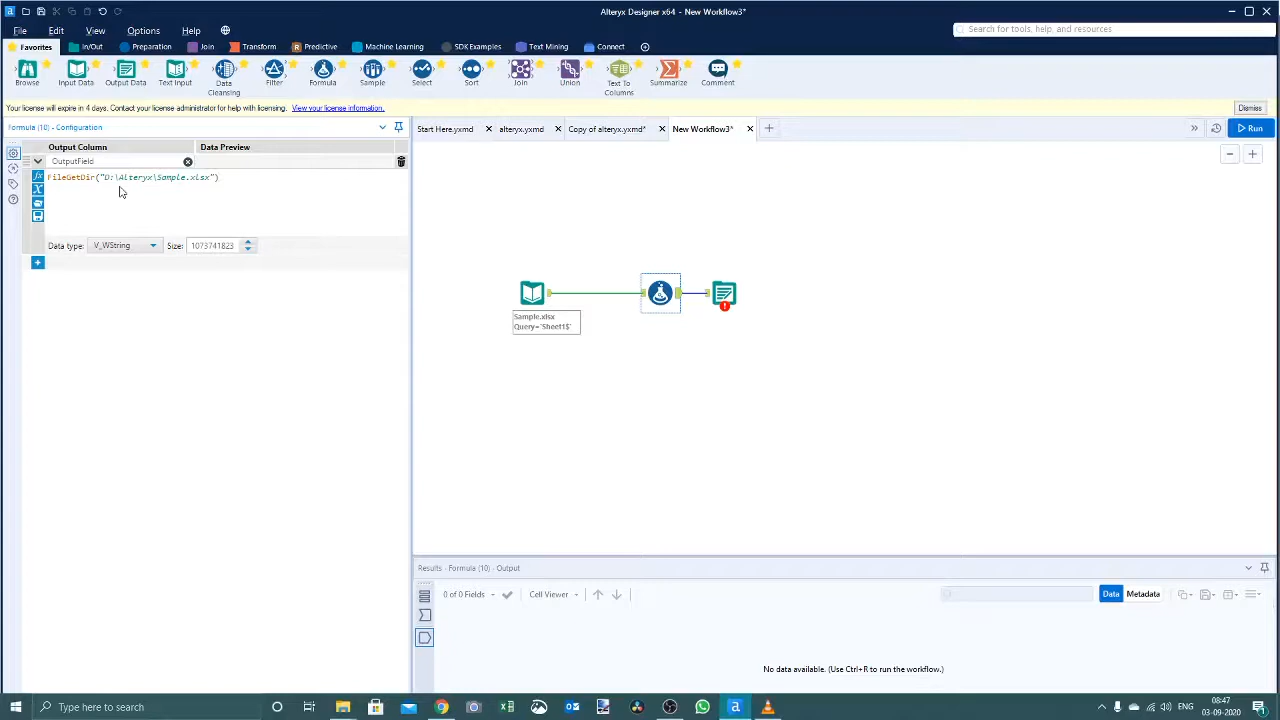 Alteryx Designer x64 - New Workflow3*
File Edit View Options Help
Search for tools, help, and resources
Favorites In/Out Preparation Join Transform Predictive Machine Learning SDK Examples Text Mining Connect
Browse Input Data Output Data Text Input Data Cleansing Filter Formula Sample Select Sort Join Union Text To Columns Summarize Comment
Your license will expire in 4 days. Contact your license administrator for help with licensing. View your license information. Dismiss
Formula (10) - Configuration
Start Here.yxmd alteryx.yxmd Copy of alteryx.yxmd* New Workflow3* Run
Output Column Data Preview
OutputField
FileGetDir("D:\Alteryx\Sample.xlsx")
Data type: V_WString Size: 1073741823
Sample.xlsx
Query=`Sheet1$`
Results - Formula (10) - Output
0 of 0 Fields Cell Viewer Data Metadata
No data available. (Use Ctrl+R to run the workflow.)
Type here to search
ENG
08:47
03-09-2020